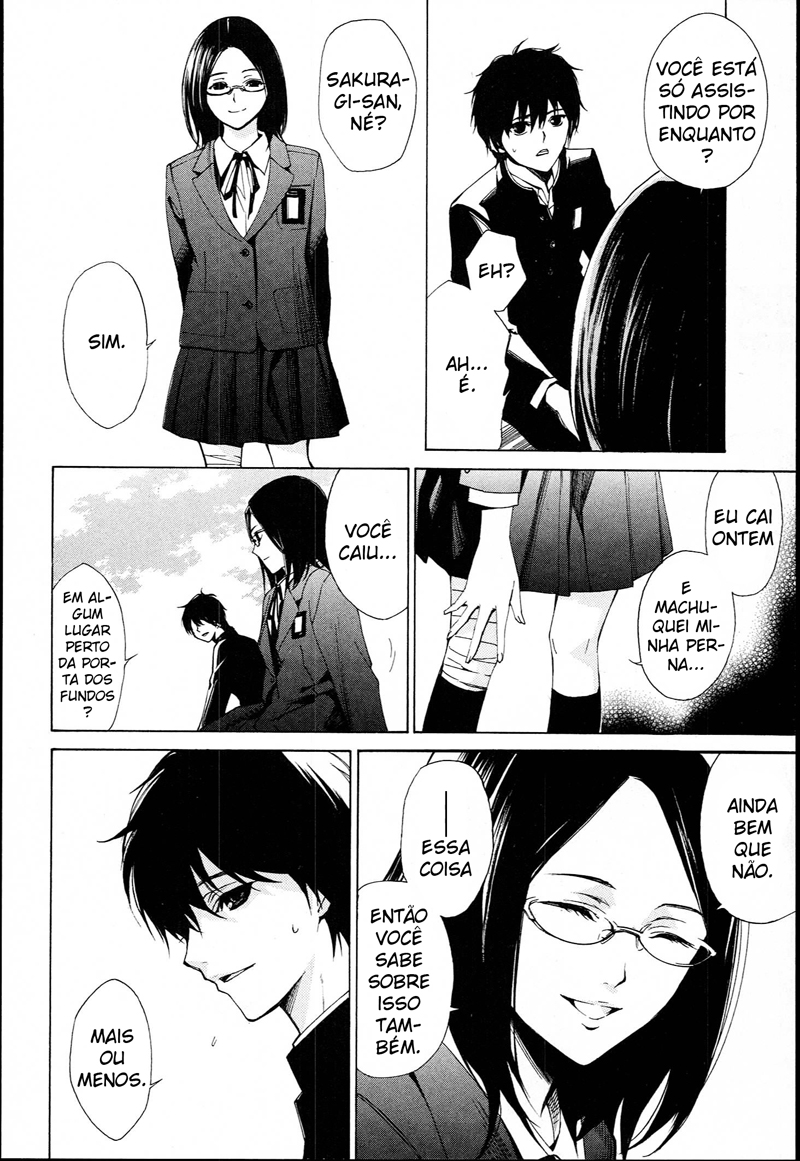 VOCÊ ESTÁ
SÓ ASSIS-
TINDO POR
ENQUANTO
?
EH?
AH...
É.
SAKURA-
GI-SAN,
NÉ?
SIM.
EU CAI
ONTEM
E
MACHU-
QUEI MI-
NHA PER-
NA...
VOCÊ
CAIU...
EM AL-
GUM
LUGAR
PERTO
DA POR-
TA DOS
FUNDOS
?
AINDA
BEM
QUE
NÃO.
—
ESSA
COISA
ENTÃO
VOCÊ
SABE
SOBRE
ISSO
TAM-
BÉM.
MAIS
OU
MENOS.